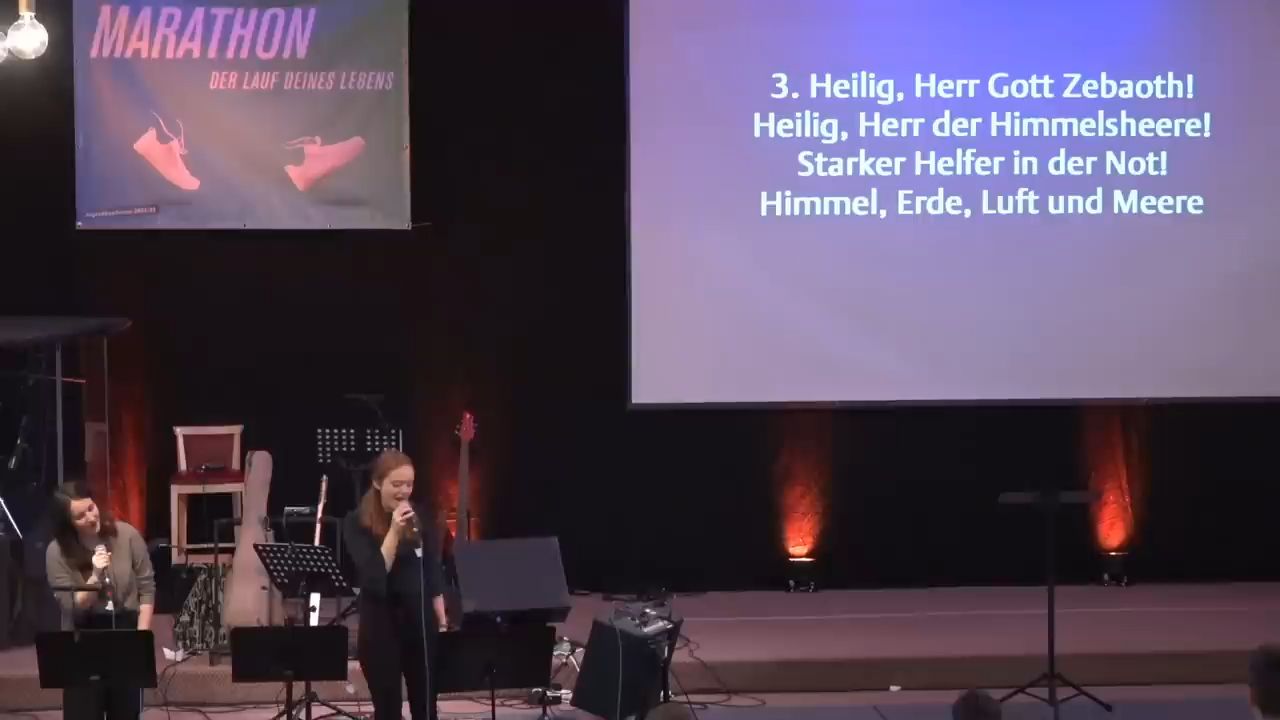 MARATHON
DER LAUF DEINES LEBENS
3. Heilig, Herr Gott Zebaoth!
Heilig, Herr der Himmelsheere!
Starker Helfer in der Not!
Himmel, Erde, Luft und Meere